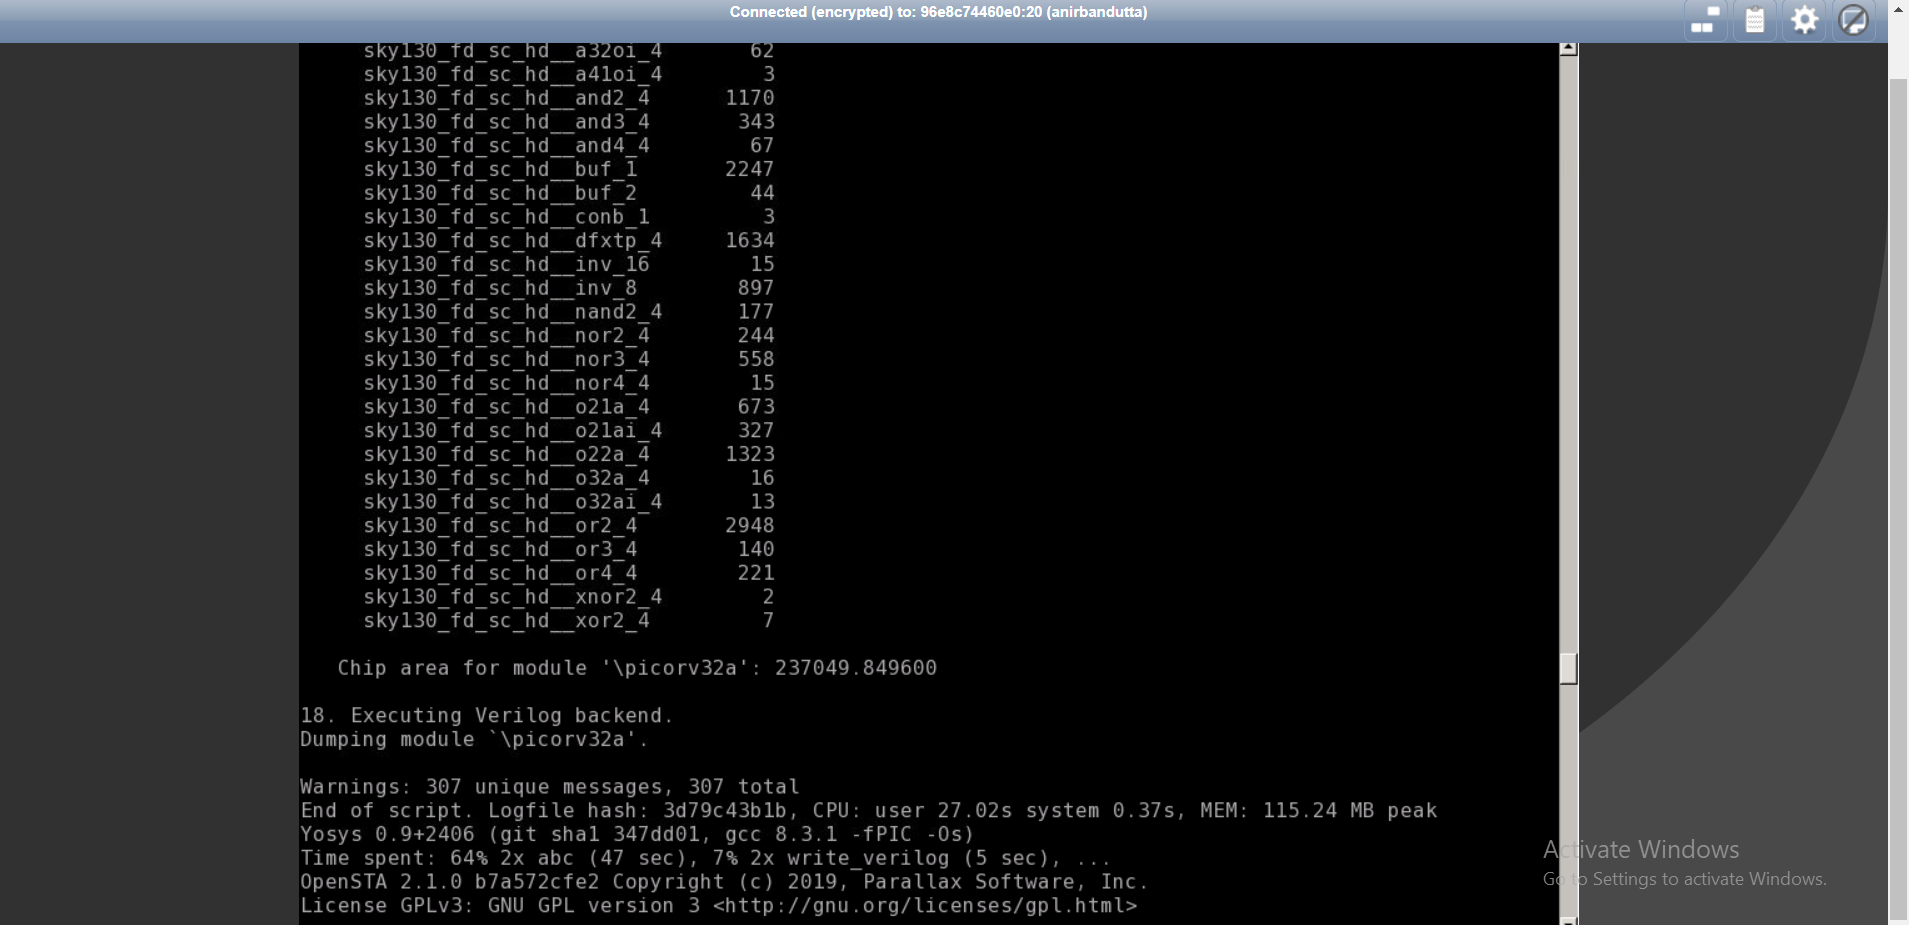 Connected (encrypted) to: 96e8c74460e0:20 (anirbandutta)
sky130_fd_sc_hd__a32oi_4 62
sky130_fd_sc_hd__a41oi_4 3
sky130_fd_sc_hd__and2_4 1170
sky130_fd_sc_hd__and3_4 343
sky130_fd_sc_hd__and4_4 67
sky130_fd_sc_hd__buf_1 2247
sky130_fd_sc_hd__buf_2 44
sky130_fd_sc_hd__conb_1 3
sky130_fd_sc_hd__dfxtp_4 1634
sky130_fd_sc_hd__inv_16 15
sky130_fd_sc_hd__inv_8 897
sky130_fd_sc_hd__nand2_4 177
sky130_fd_sc_hd__nor2_4 244
sky130_fd_sc_hd__nor3_4 558
sky130_fd_sc_hd__nor4_4 15
sky130_fd_sc_hd__o21a_4 673
sky130_fd_sc_hd__o21ai_4 327
sky130_fd_sc_hd__o22a_4 1323
sky130_fd_sc_hd__o32a_4 16
sky130_fd_sc_hd__o32ai_4 13
sky130_fd_sc_hd__or2_4 2948
sky130_fd_sc_hd__or3_4 140
sky130_fd_sc_hd__or4_4 221
sky130_fd_sc_hd__xnor2_4 2
sky130_fd_sc_hd__xor2_4 7
Chip area for module '\picorv32a': 237049.849600
18. Executing Verilog backend.
Dumping module `\picorv32a'.
Warnings: 307 unique messages, 307 total
End of script. Logfile hash: 3d79c43b1b, CPU: user 27.02s system 0.37s, MEM: 115.24 MB peak
Yosys 0.9+2406 (git sha1 347dd01, gcc 8.3.1 -fPIC -Os)
Time spent: 64% 2x abc (47 sec), 7% 2x write_verilog (5 sec), ...
OpenSTA 2.1.0 b7a572cfe2 Copyright (c) 2019, Parallax Software, Inc.
License GPLv3: GNU GPL version 3 <http://gnu.org/licenses/gpl.html>
Activate Windows
Go to Settings to activate Windows.